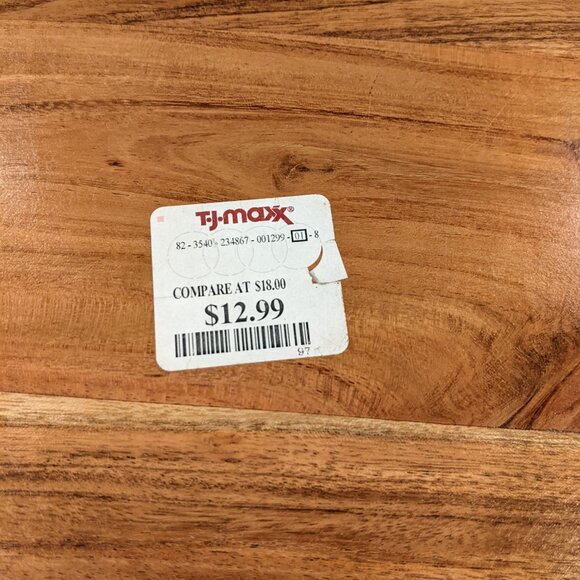 T·J·maxx®
82 - 3540 - 234867 - 001299 - 01 - 8
COMPARE AT $18.00
$12.99
97